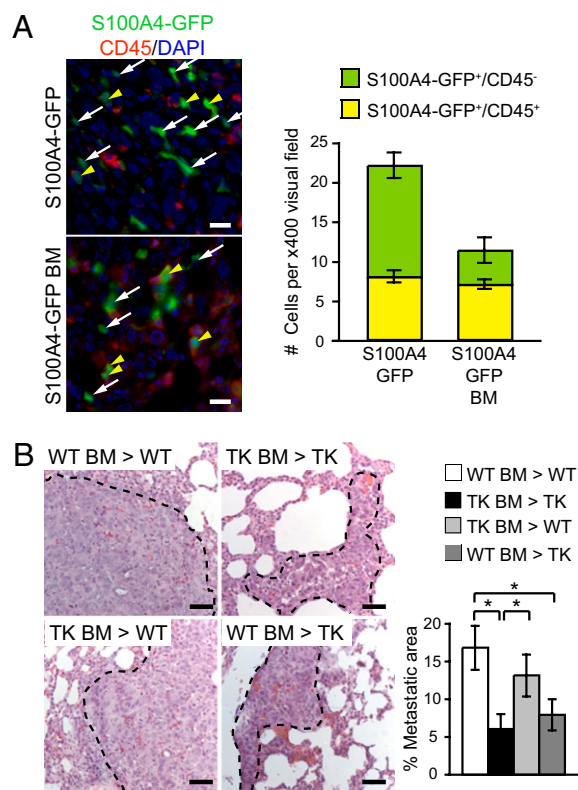 A
S100A4-GFP
CD45/DAPI
S100A4-GFP
S100A4-GFP BM
S100A4-GFP⁺/CD45⁻
S100A4-GFP⁺/CD45⁺
# Cells per x400 visual field
25
20
15
10
5
0
S100A4
GFP
S100A4
GFP
BM
B
WT BM > WT
TK BM > TK
TK BM > WT
WT BM > TK
WT BM > WT
TK BM > TK
TK BM > WT
WT BM > TK
% Metastatic area
20
15
10
5
0
*
* *